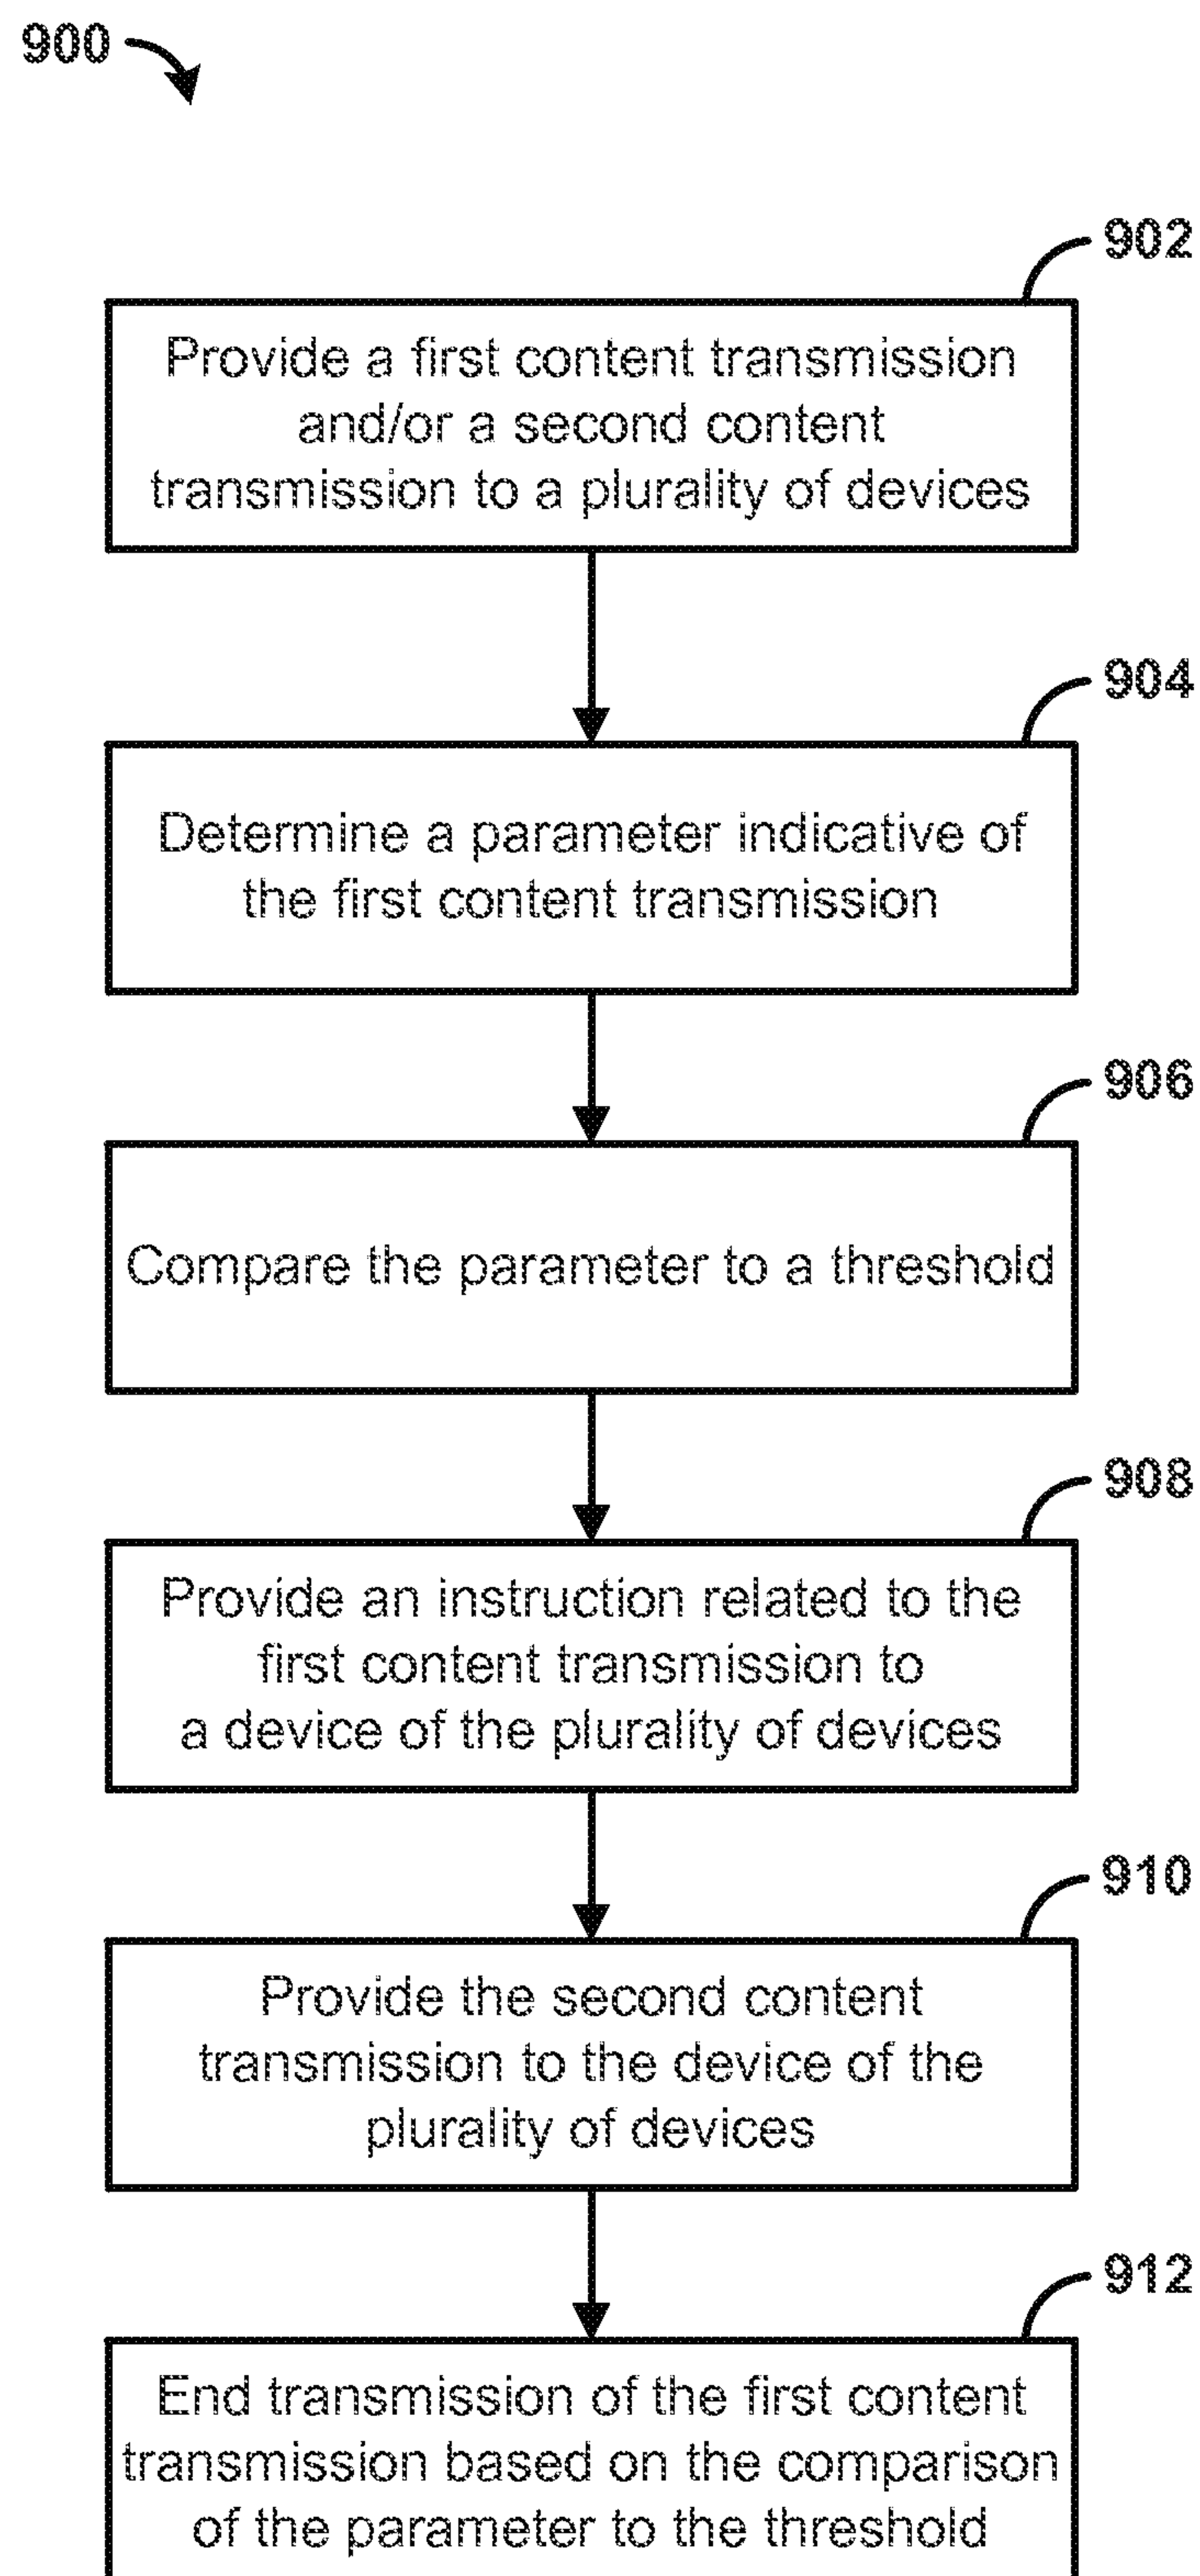 900
902
Provide a first content transmission
and/or a second content
transmission to a plurality of devices
904
Determine a parameter indicative of
the first content transmission
906
Compare the parameter to a threshold
908
Provide an instruction related to the
first content transmission to
a device of the plurality of devices
910
Provide the second content
transmission to the device of the
plurality of devices
912
End transmission of the first content
transmission based on the comparison
of the parameter to the threshold